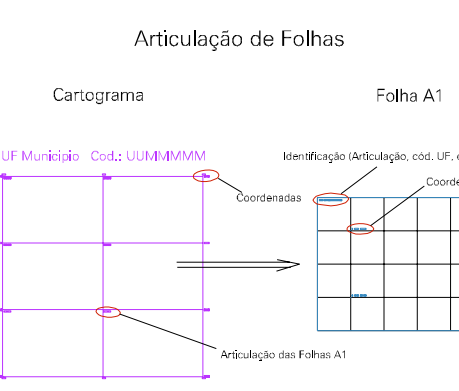 Articulação de Folhas
Cartograma
Folha A1
UF Municipio Cod.: UUMMMMM
Identificação (Articulação, cód. UF, e
Coordenadas
Coorde
Articulação das Folhas A1